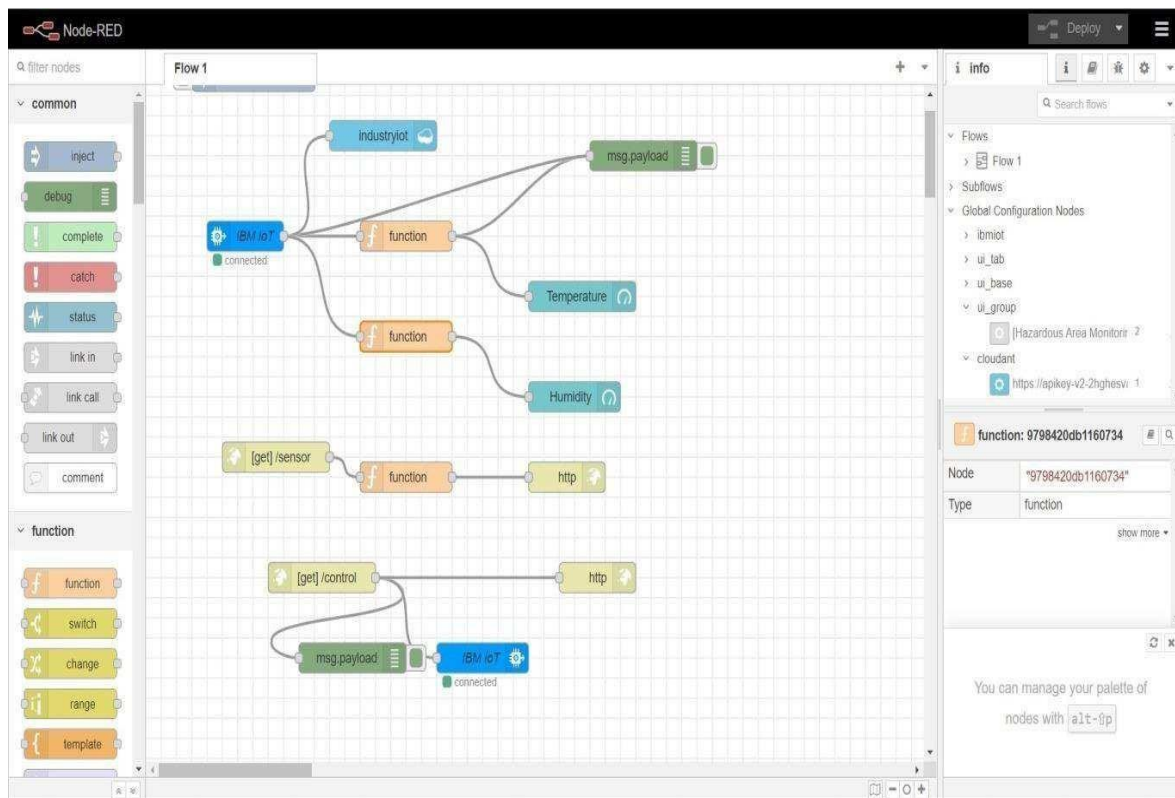 Node-RED
Deploy
filter nodes
common
inject
debug
complete
catch
status
link in
link call
link out
comment
function
function
switch
change
range
template
Flow 1
industryiot
msg.payload
IBM IoT
function
connected
Temperature
function
Humidity
[get] /sensor
function
http
[get] /control
http
msg.payload
IBM IoT
connected
i info
i
Search flows
Flows
Flow 1
Subflows
Global Configuration Nodes
ibmiot
ui_tab
ui_base
ui_group
[Hazardous Area Monitorir 2
cloudant
https://apikey-v2-2hghesv 1
function: 9798420db1160734
Node "9798420db1160734"
Type function
show more
You can manage your palette of
nodes with alt-⇧p